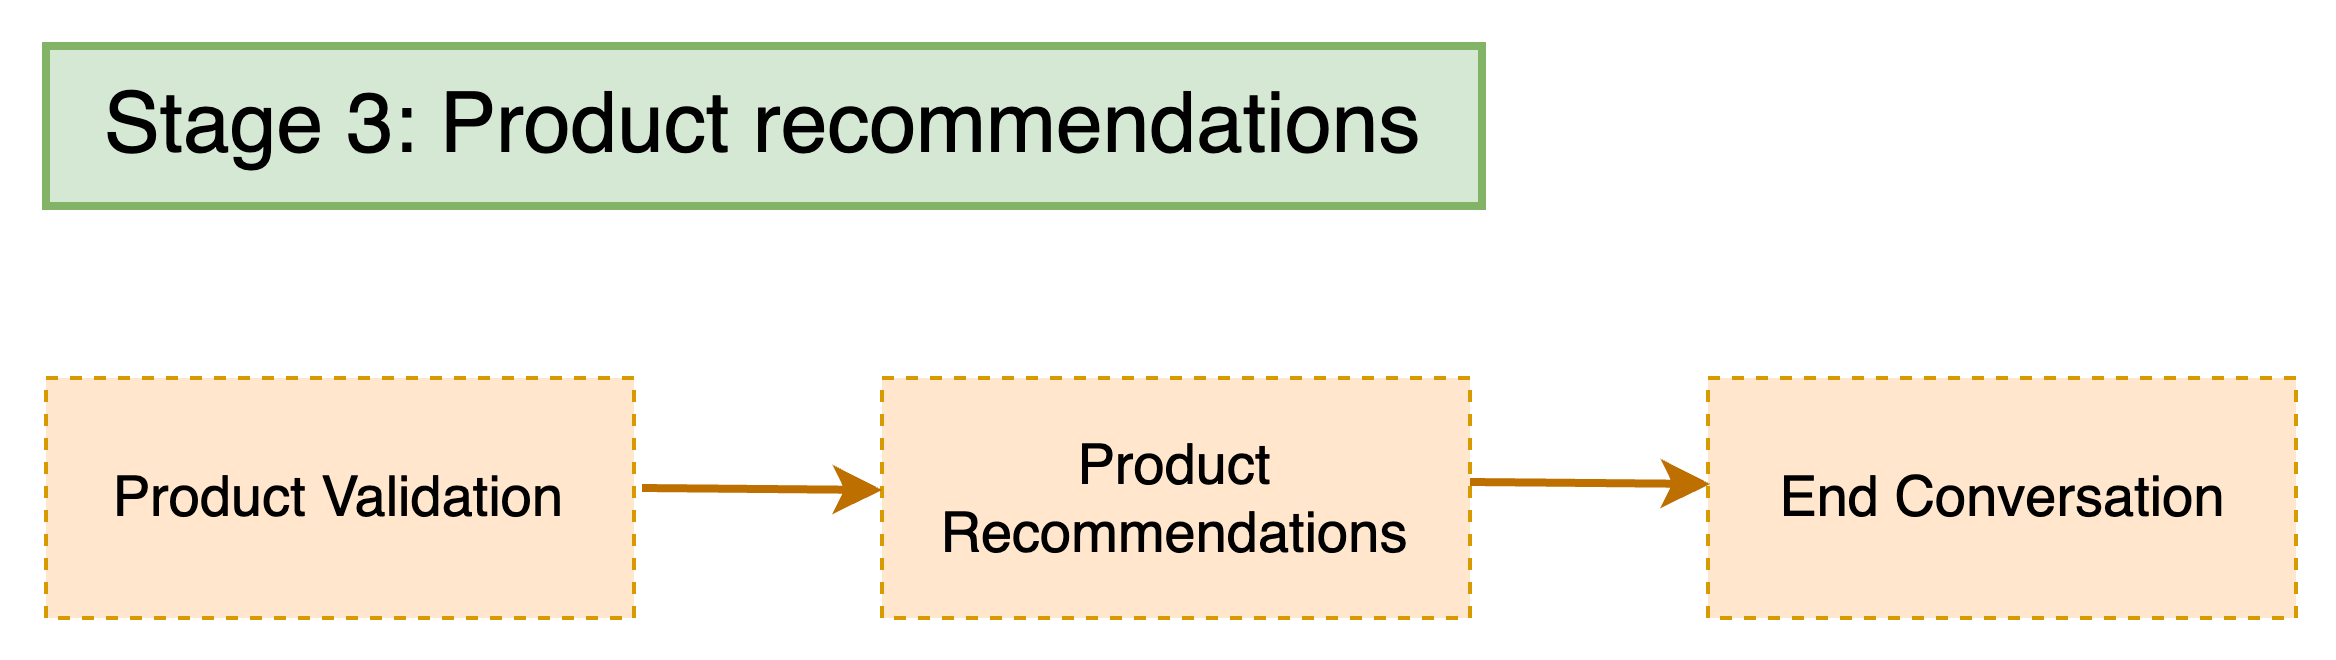 Stage 3: Product recommendations
Product Validation
Product
Recommendations
End Conversation